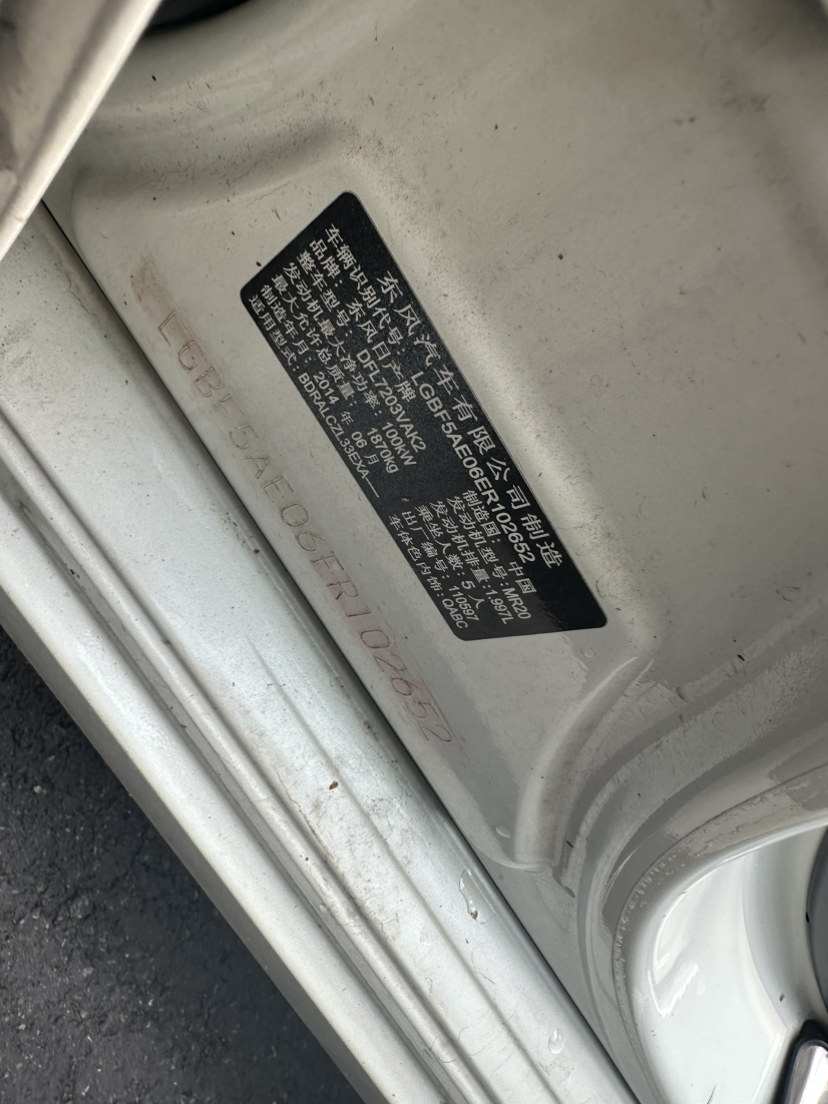 东风汽车有限公司制造
车辆识别代号: LGBF5AE06ER102652
品牌: 东风日产牌 制造国: 中国
整车型号: DFL7203VAK2 发动机型号: MR20
发动机最大净功率: 100kW 发动机排量: 1.997L
最大允许总质量: 1870kg 乘坐人数: 5 人
制造年月: 2014 年 06 月 出厂编号: 110597
适用型式: BDRALCZL33EXA— 车体色内饰: QABC
LGBF5AE06ER102652